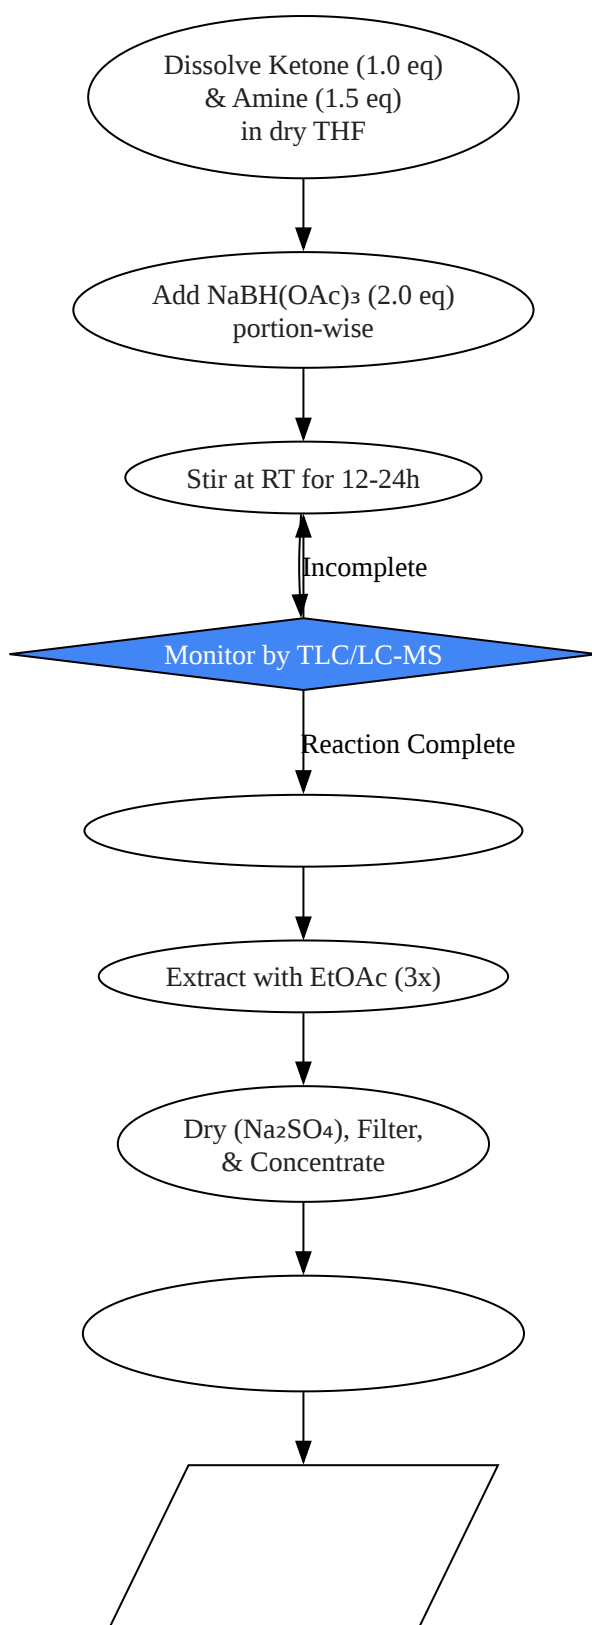 Dissolve Ketone (1.0 eq)
& Amine (1.5 eq)
in dry THF
Add NaBH(OAc)₃ (2.0 eq)
portion-wise
Stir at RT for 12-24h
Incomplete
Monitor by TLC/LC-MS
Reaction Complete
Extract with EtOAc (3x)
Dry (Na₂SO₄), Filter,
& Concentrate